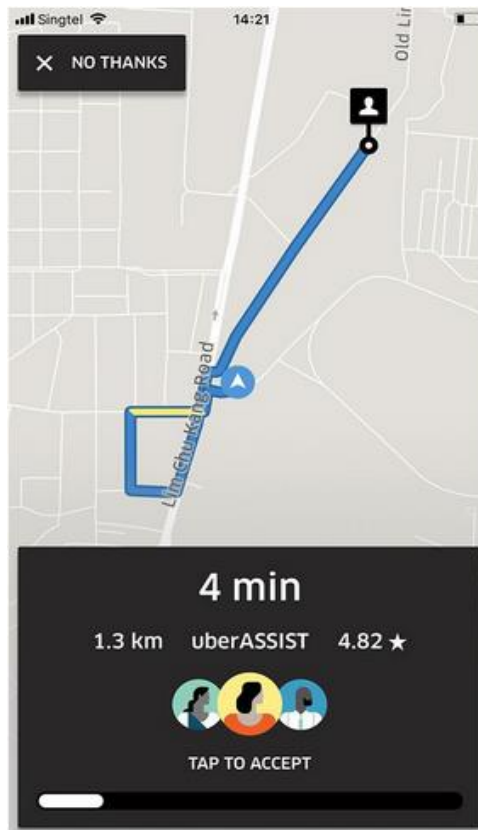 Singtel 14:21
NO THANKS
Old Lim
Lim Chu Kang Road
4 min
1.3 km uberASSIST 4.82 ★
TAP TO ACCEPT